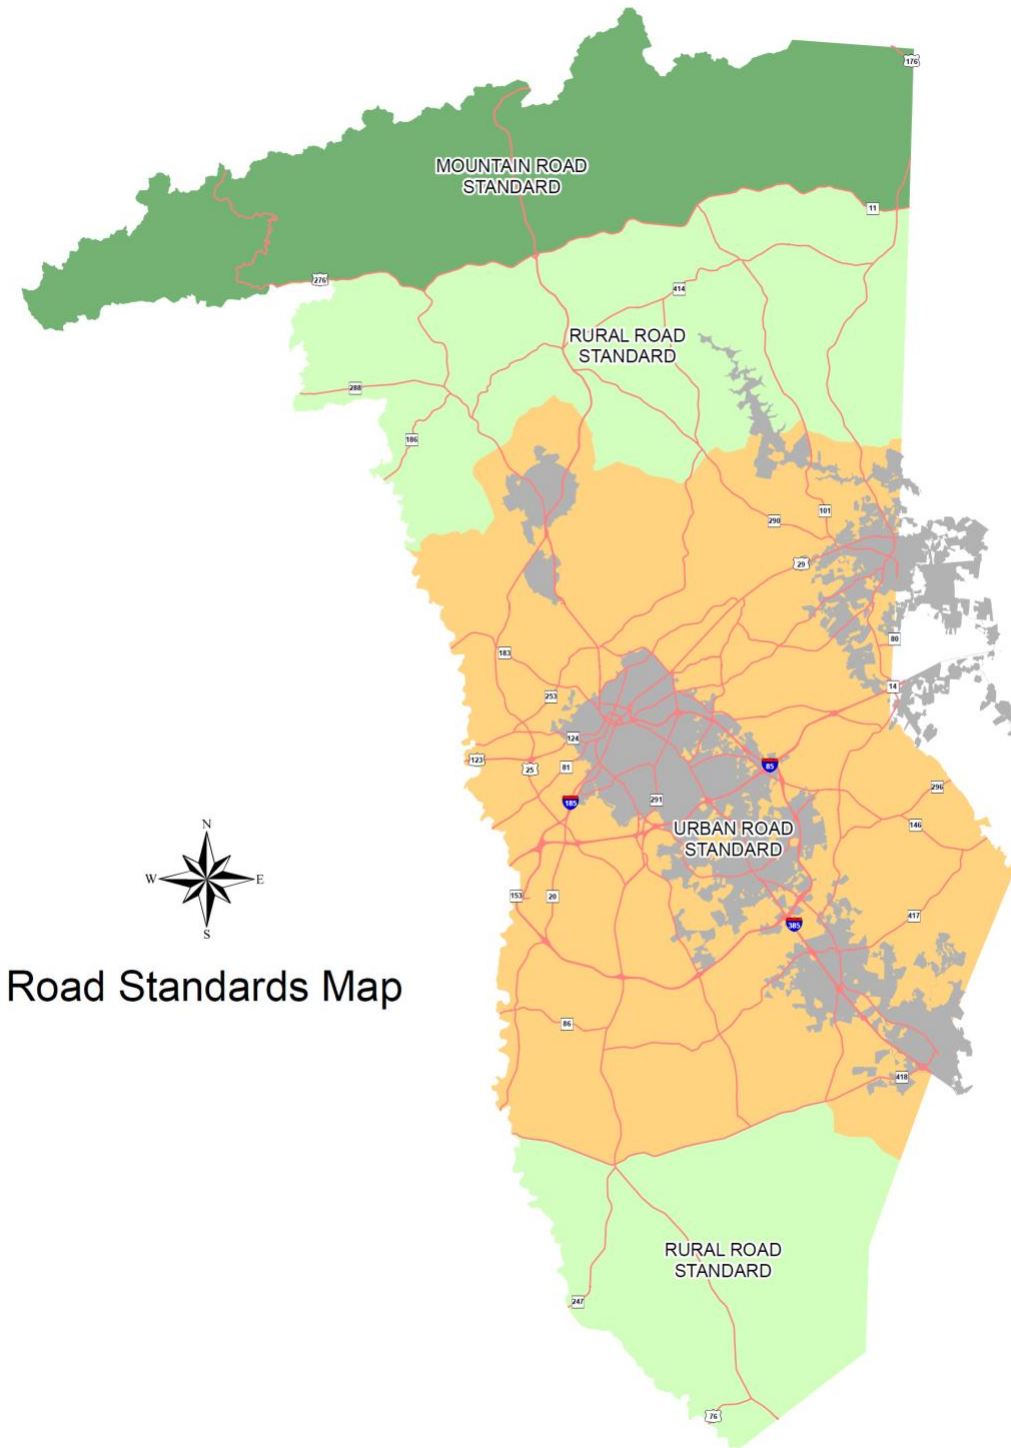 176
MOUNTAIN ROAD
STANDARD
11
276
414
RURAL ROAD
STANDARD
288
186
101
290
29
80
183
14
253
124
123
25
81
85
296
185
291
146
URBAN ROAD
STANDARD
N
W
E
S
153
20
417
385
Road Standards Map
86
418
RURAL ROAD
STANDARD
247
76